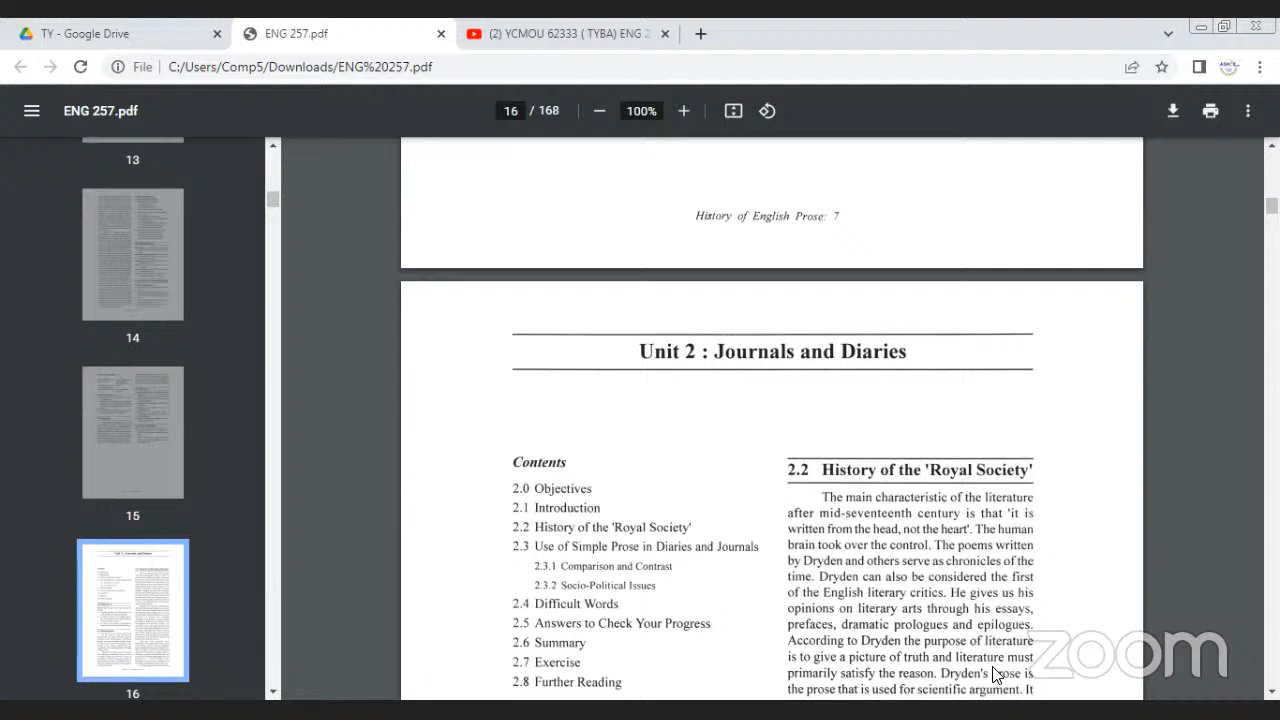 TY - Google Drive
ENG 257.pdf
(2) YCMOU 62333 ( TYBA) ENG 2
File
C:/Users/Comp5/Downloads/ENG%20257.pdf
ENG 257.pdf
16 / 168
100%
13
14
15
16
History of English Prose: 7
Unit 2 : Journals and Diaries
Contents
2.0 Objectives
2.1 Introduction
2.2 History of the 'Royal Society'
2.3 Use of Simple Prose in Diaries and Journals
2.3.1 Comparison and Contrast
2.3.2 Socio-Political Issues
2.4 Difficult Words
2.5 Answers to Check Your Progress
2.6 Summary
2.7 Exercise
2.8 Further Reading
2.2 History of the 'Royal Society'
The main characteristic of the literature
after mid-seventeenth century is that 'it is
written from the head, not the heart'. The human
brain took over the control. The poems written
by Dryden and others serve as chronicles of the
time. Dryden can also be considered the first
of the English literary critics. He gives us his
opinions on literary arts through his essays,
prefaces, dramatic prologues and epilogues.
According to Dryden the purpose of literature
is to give a picture of truth and literature must
primarily satisfy the reason. Dryden's prose is
the prose that is used for scientific argument. It
zoom